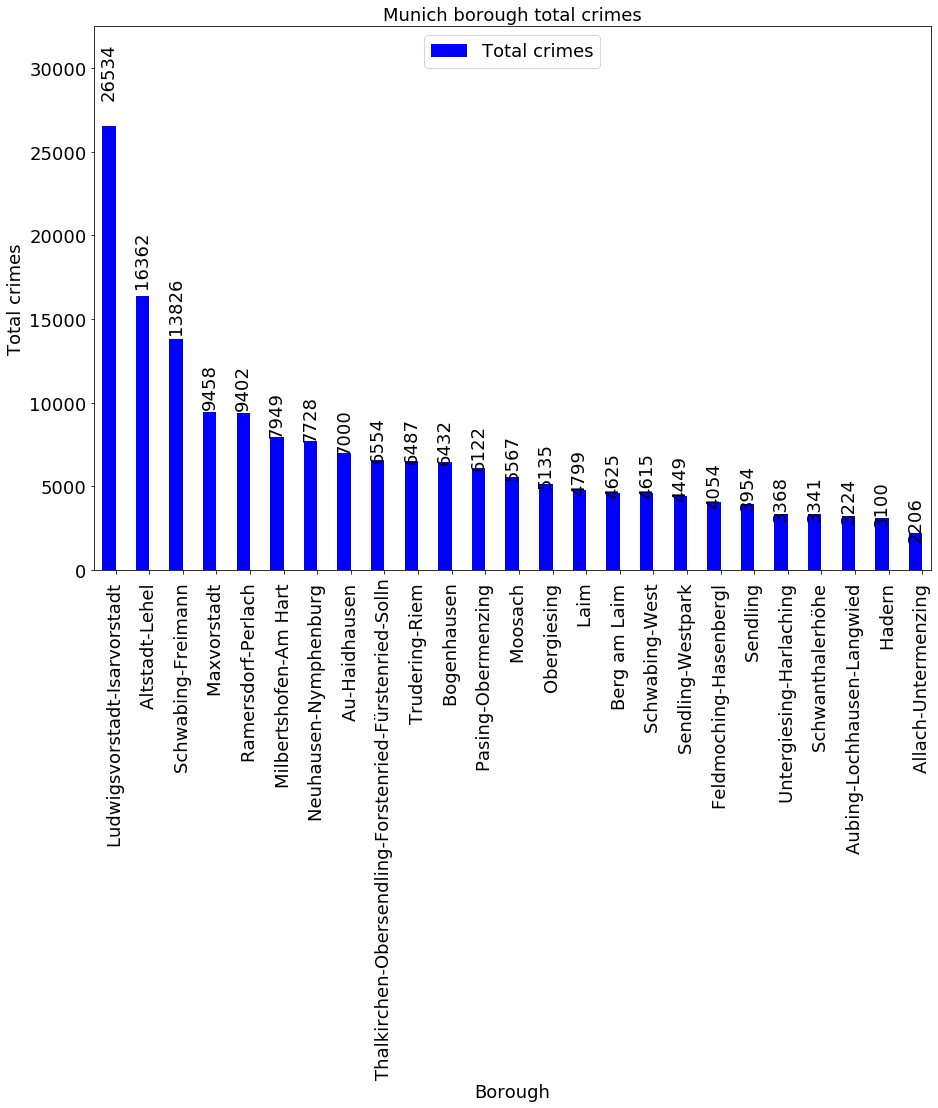 Munich borough total crimes
Total crimes
30000
25000
20000
15000
10000
5000
0
Total crimes
26534
16362
13826
9458
9402
7949
7728
7000
6554
6487
6432
6122
5567
5135
4799
4625
4615
4449
4054
3954
3368
3341
3224
3100
2206
Ludwigsvorstadt-Isarvorstadt
Altstadt-Lehel
Schwabing-Freimann
Maxvorstadt
Ramersdorf-Perlach
Milbertshofen-Am Hart
Neuhausen-Nymphenburg
Au-Haidhausen
Thalkirchen-Obersendling-Forstenried-Fürstenried-Solln
Trudering-Riem
Bogenhausen
Pasing-Obermenzing
Moosach
Obergiesing
Laim
Berg am Laim
Schwabing-West
Sendling-Westpark
Feldmoching-Hasenbergl
Sendling
Untergiesing-Harlaching
Schwanthalerhöhe
Aubing-Lochhausen-Langwied
Hadern
Allach-Untermenzing
Borough